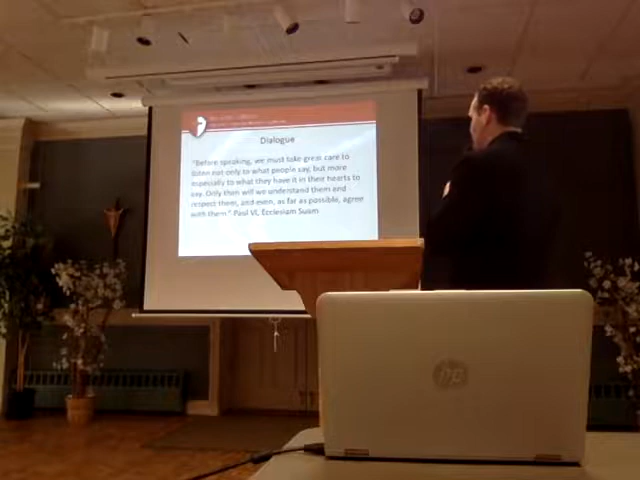 Dialogue
"Before speaking, we must take great care to
listen not only to what people say, but more
especially to what they have it in their hearts to
say. Only then will we understand them and
respect them, and even, as far as possible, agree
with them." Paul VI, Ecclesiam Suam
hp